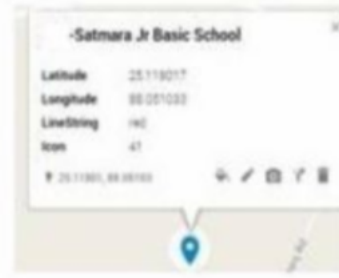 -Satmara Jr Basic School
Latitude 25.119017
Longitude 88.051033
LineString red
Icon 41